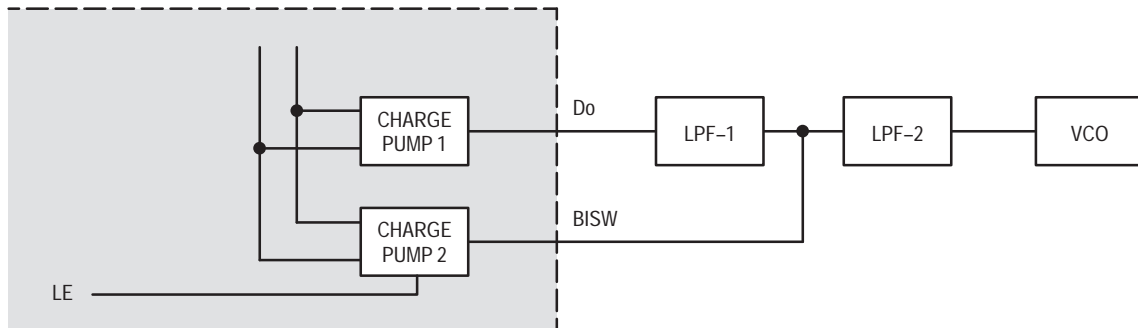 CHARGE
PUMP 1
Do
LPF–1
LPF–2
VCO
CHARGE
PUMP 2
BISW
LE